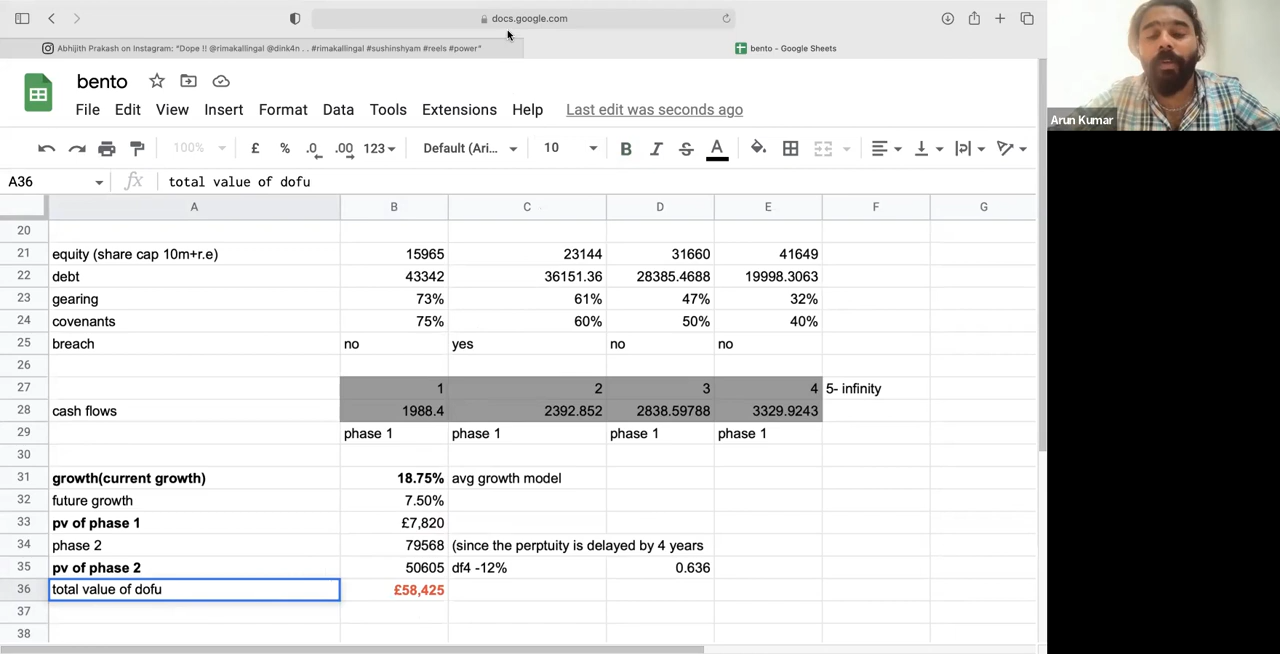 docs.google.com
Abhijith Prakash on Instagram: "Dope !! @rimakallingal @dink4n . . #rimakallingal #sushinshyam #reels #power"
bento - Google Sheets
Arun Kumar
bento
File Edit View Insert Format Data Tools Extensions Help Last edit was seconds ago
100% £ % .0 .00 123 Default (Ari... 10 B I S A
A36 fx total value of dofu
A B C D E F G
20
21 equity (share cap 10m+r.e) 15965 23144 31660 41649
22 debt 43342 36151.36 28385.4688 19998.3063
23 gearing 73% 61% 47% 32%
24 covenants 75% 60% 50% 40%
25 breach no yes no no
26
27 1 2 3 4 5- infinity
28 cash flows 1988.4 2392.852 2838.59788 3329.9243
29 phase 1 phase 1 phase 1 phase 1
30
31 growth(current growth) 18.75% avg growth model
32 future growth 7.50%
33 pv of phase 1 £7,820
34 phase 2 79568 (since the perptuity is delayed by 4 years
35 pv of phase 2 50605 df4 -12% 0.636
36 total value of dofu £58,425
37
38